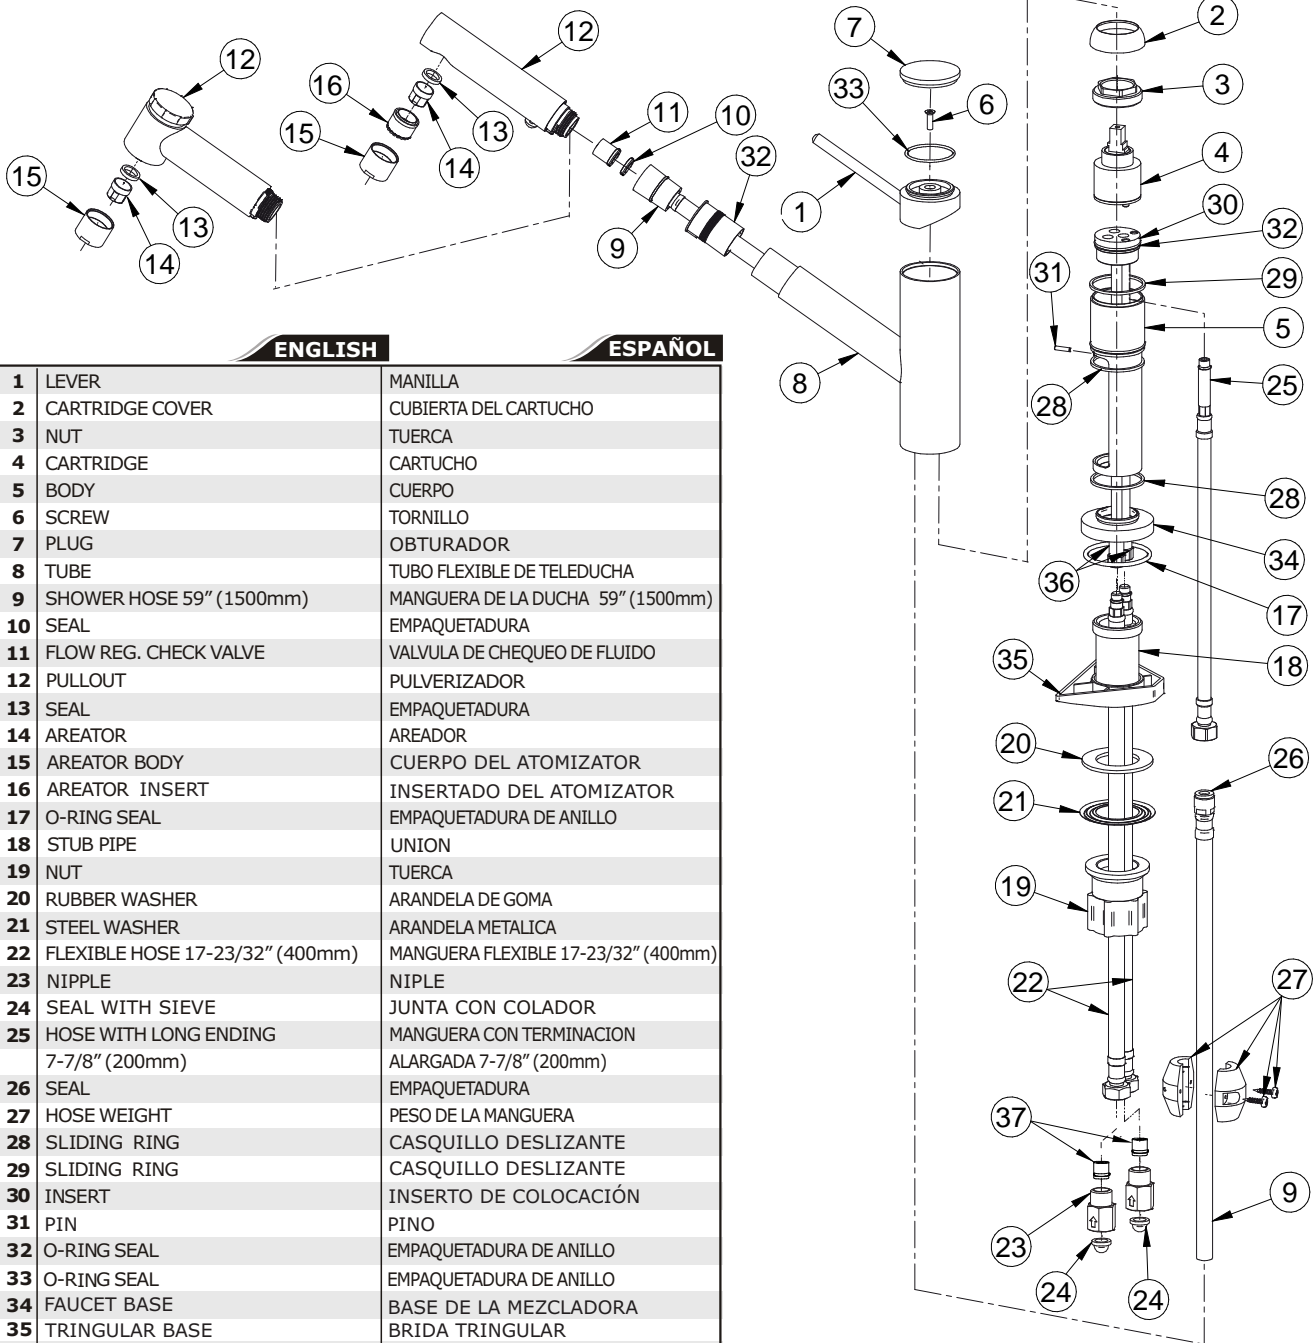 12
12
7
2
3
6
33
16
11
10
15
13
32
14
4
1
15
13
14
9
30
32
31
29
5
8
28
25
28
34
36
17
35
18
20
26
21
19
22
27
37
9
23
24
24
ENGLISH ESPAÑOL
1 LEVER MANILLA
2 CARTRIDGE COVER CUBIERTA DEL CARTUCHO
3 NUT TUERCA
4 CARTRIDGE CARTUCHO
5 BODY CUERPO
6 SCREW TORNILLO
7 PLUG OBTURADOR
8 TUBE TUBO FLEXIBLE DE TELEDUCHA
9 SHOWER HOSE 59” (1500mm) MANGUERA DE LA DUCHA 59” (1500mm)
10 SEAL EMPAQUETADURA
11 FLOW REG. CHECK VALVE VALVULA DE CHEQUEO DE FLUIDO
12 PULLOUT PULVERIZADOR
13 SEAL EMPAQUETADURA
14 AREATOR AREADOR
15 AREATOR BODY CUERPO DEL ATOMIZATOR
16 AREATOR INSERT INSERTADO DEL ATOMIZATOR
17 O-RING SEAL EMPAQUETADURA DE ANILLO
18 STUB PIPE UNION
19 NUT TUERCA
20 RUBBER WASHER ARANDELA DE GOMA
21 STEEL WASHER ARANDELA METALICA
22 FLEXIBLE HOSE 17-23/32” (400mm) MANGUERA FLEXIBLE 17-23/32” (400mm)
23 NIPPLE NIPLE
24 SEAL WITH SIEVE JUNTA CON COLADOR
25 HOSE WITH LONG ENDING MANGUERA CON TERMINACION
7-7/8” (200mm) ALARGADA 7-7/8” (200mm)
26 SEAL EMPAQUETADURA
27 HOSE WEIGHT PESO DE LA MANGUERA
28 SLIDING RING CASQUILLO DESLIZANTE
29 SLIDING RING CASQUILLO DESLIZANTE
30 INSERT INSERTO DE COLOCACIÓN
31 PIN PINO
32 O-RING SEAL EMPAQUETADURA DE ANILLO
33 O-RING SEAL EMPAQUETADURA DE ANILLO
34 FAUCET BASE BASE DE LA MEZCLADORA
35 TRINGULAR BASE BRIDA TRINGULAR